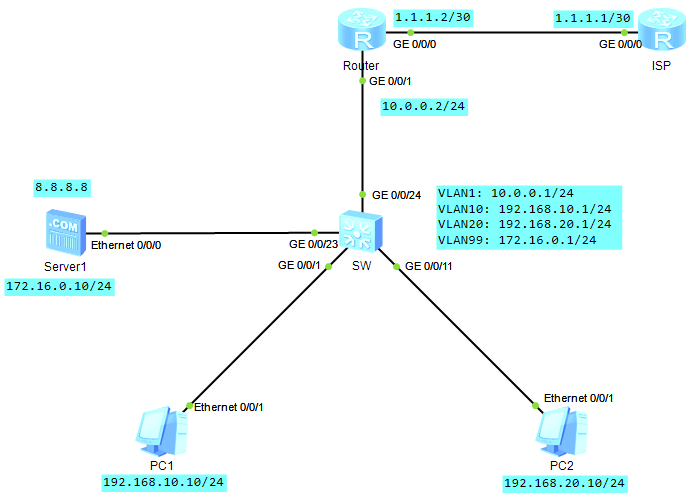 1.1.1.2/30
1.1.1.1/30
R
GE 0/0/0
GE 0/0/0
R
Router
ISP
GE 0/0/1
10.0.0.2/24
8.8.8.8
GE 0/0/24
VLAN1: 10.0.0.1/24
VLAN10: 192.168.10.1/24
VLAN20: 192.168.20.1/24
VLAN99: 172.16.0.1/24
.COM
Ethernet 0/0/0
GE 0/0/23
Server1
GE 0/0/1
SW
GE 0/0/11
172.16.0.10/24
Ethernet 0/0/1
Ethernet 0/0/1
PC1
PC2
192.168.10.10/24
192.168.20.10/24